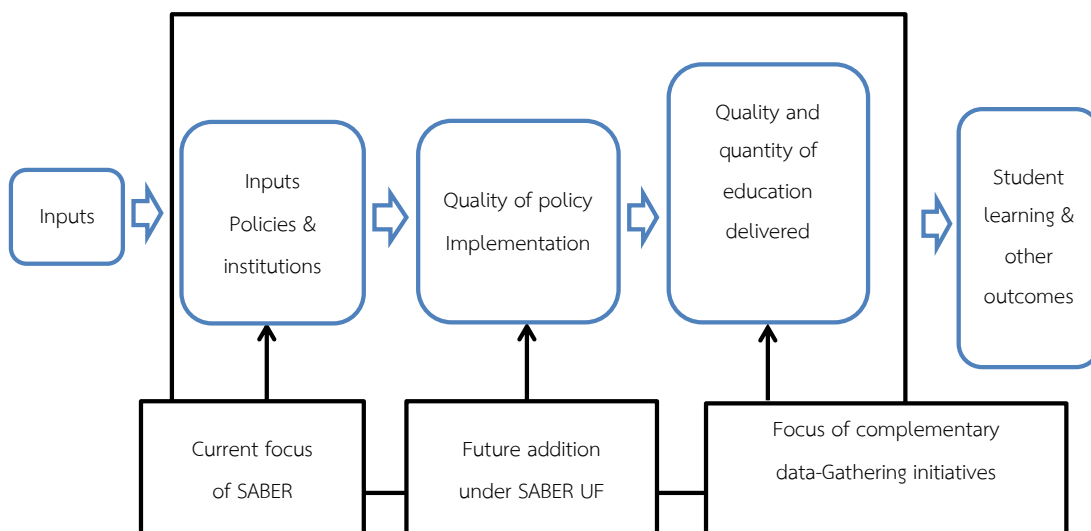 Inputs
Inputs
Policies &
institutions
Quality of policy
Implementation
Quality and
quantity of
education
delivered
Student
learning &
other
outcomes
Current focus
of SABER
Future addition
under SABER UF
Focus of complementary
data-Gathering initiatives